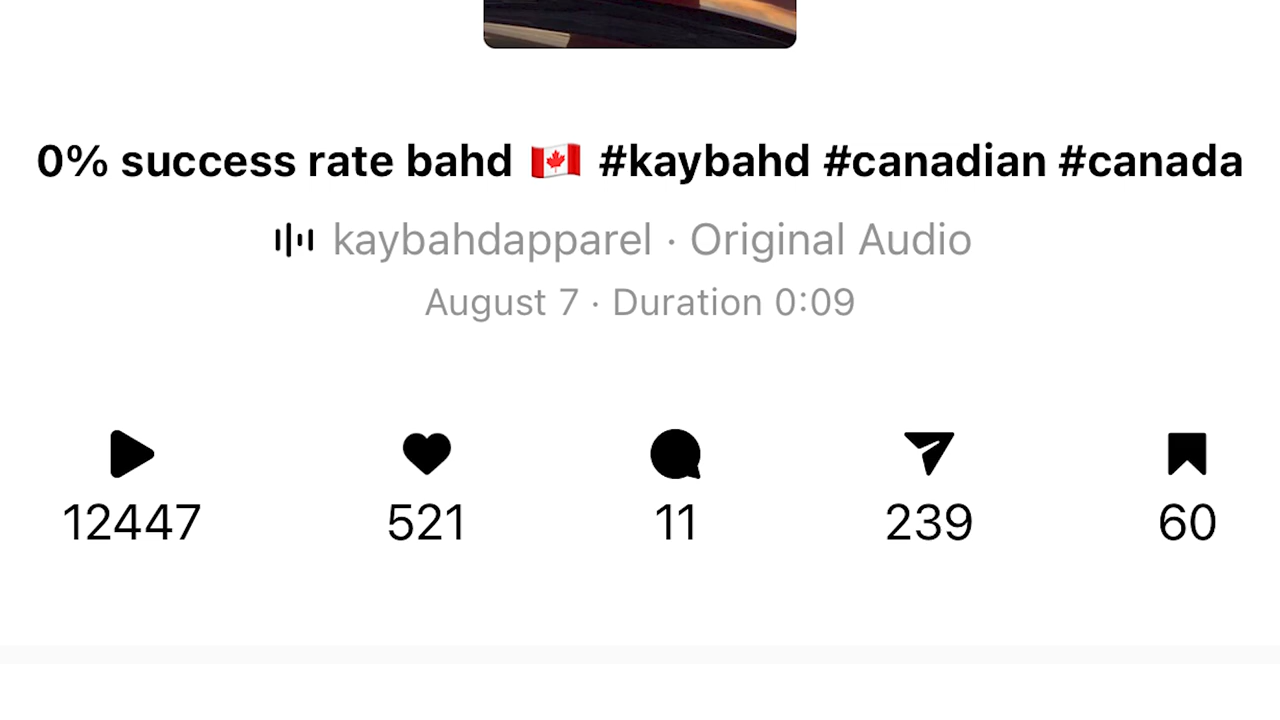 0% success rate bahd 🇨🇦 #kaybahd #canadian #canada
kaybahdapparel · Original Audio
August 7 · Duration 0:09
12447 521 11 239 60